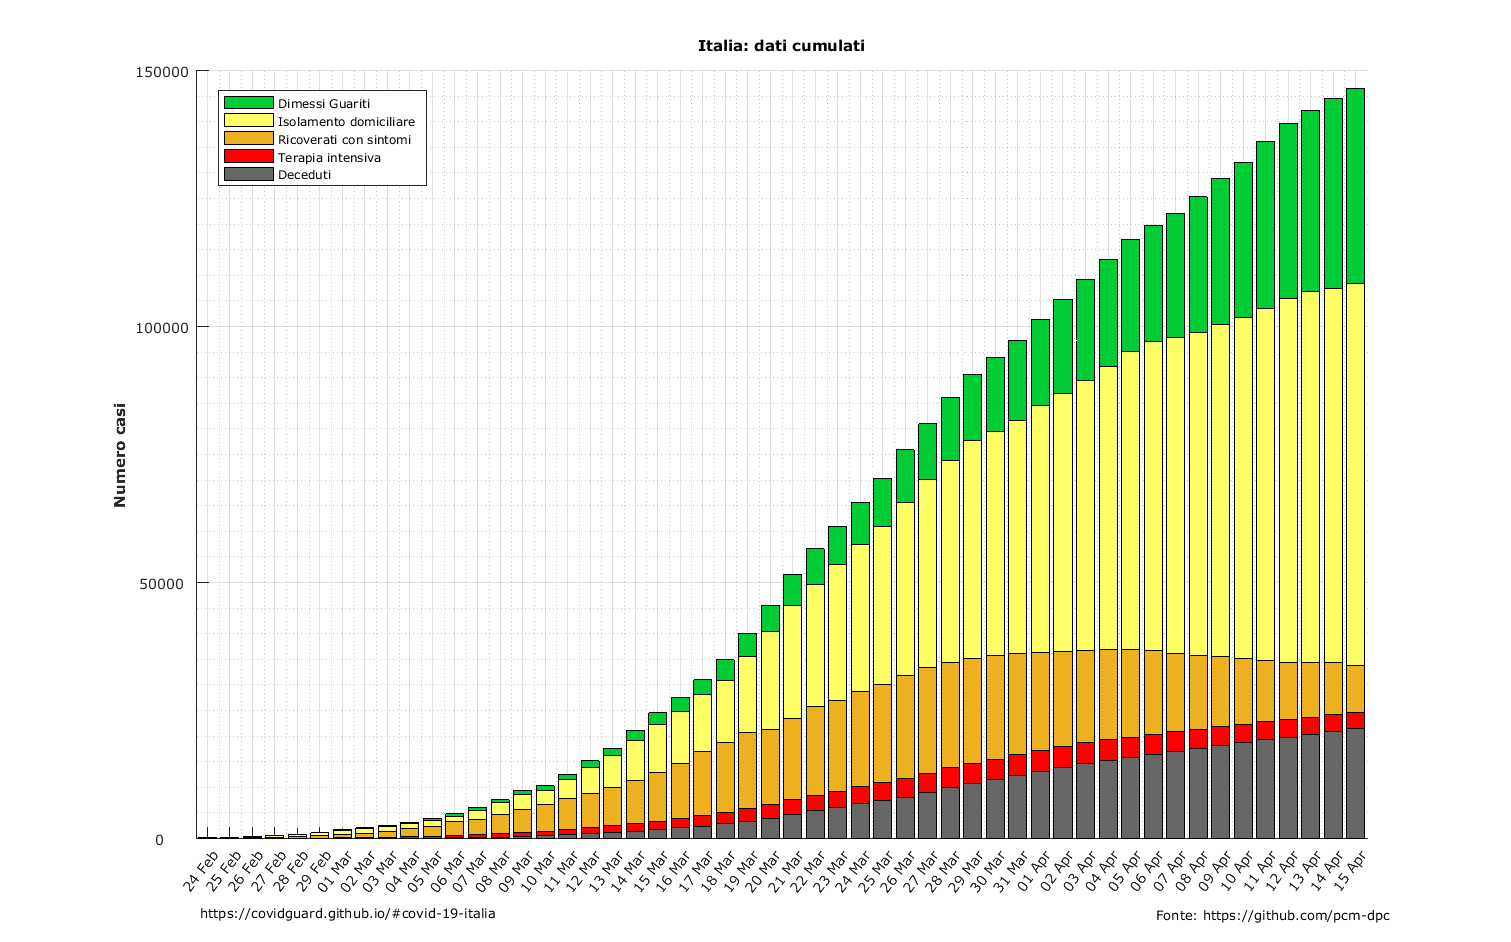 Italia: dati cumulati
150000
100000
50000
0
Numero casi
Dimessi Guariti
Isolamento domiciliare
Ricoverati con sintomi
Terapia intensiva
Deceduti
24 Feb
25 Feb
26 Feb
27 Feb
28 Feb
29 Feb
01 Mar
02 Mar
03 Mar
04 Mar
05 Mar
06 Mar
07 Mar
08 Mar
09 Mar
10 Mar
11 Mar
12 Mar
13 Mar
14 Mar
15 Mar
16 Mar
17 Mar
18 Mar
19 Mar
20 Mar
21 Mar
22 Mar
23 Mar
24 Mar
25 Mar
26 Mar
27 Mar
28 Mar
29 Mar
30 Mar
31 Mar
01 Apr
02 Apr
03 Apr
04 Apr
05 Apr
06 Apr
07 Apr
08 Apr
09 Apr
10 Apr
11 Apr
12 Apr
13 Apr
14 Apr
15 Apr
https://covidguard.github.io/#covid-19-italia
Fonte: https://github.com/pcm-dpc